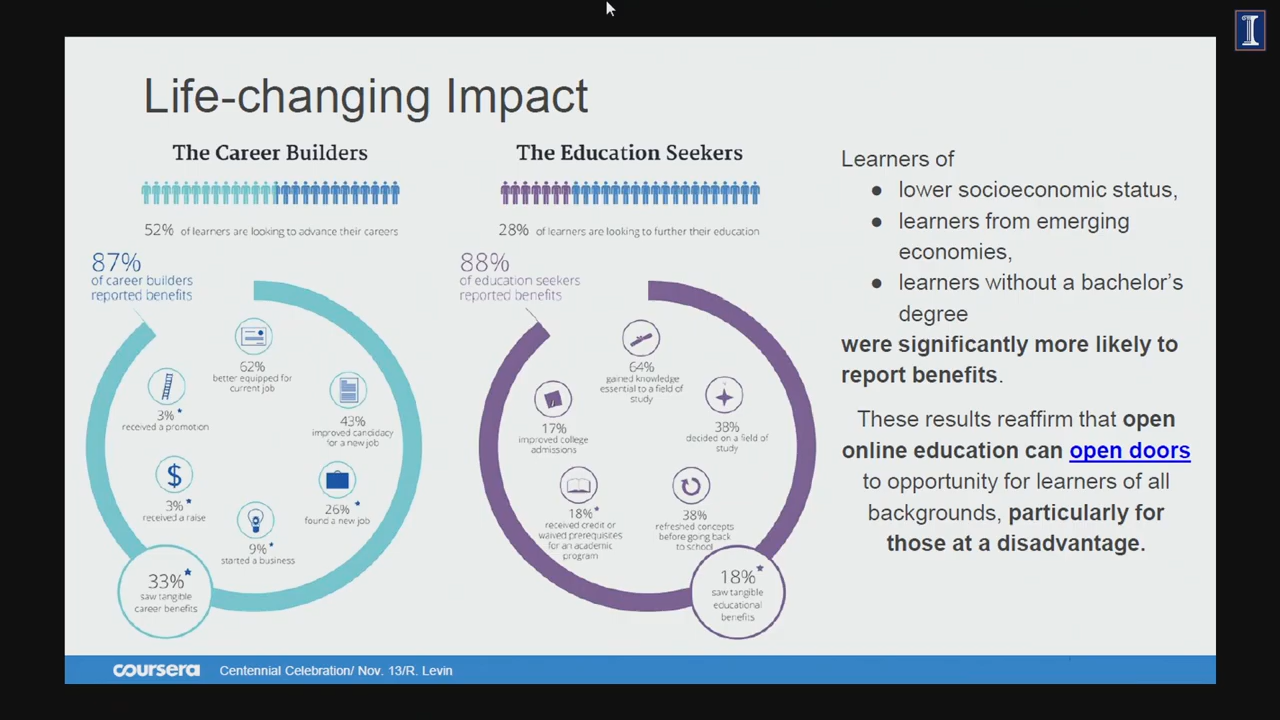 Life-changing Impact
The Career Builders
52% of learners are looking to advance their careers
87%
of career builders
reported benefits
62%
better equipped for
current job
43%
improved candidacy
for a new job
26%*
found a new job
9%*
started a business
3%*
received a raise
3%*
received a promotion
33%*
saw tangible
career benefits
The Education Seekers
28% of learners are looking to further their education
88%
of education seekers
reported benefits
64%
gained knowledge
essential to a field of
study
38%
decided on a field of
study
38%
refreshed concepts
before going back
to school
18%*
received credit or
waived prerequisites
for an academic
program
17%
improved college
admissions
18%*
saw tangible
educational
benefits
Learners of
● lower socioeconomic status,
● learners from emerging
economies,
● learners without a bachelor's
degree
were significantly more likely to
report benefits.
These results reaffirm that open
online education can open doors
to opportunity for learners of all
backgrounds, particularly for
those at a disadvantage.
coursera
Centennial Celebration/ Nov. 13/R. Levin
I